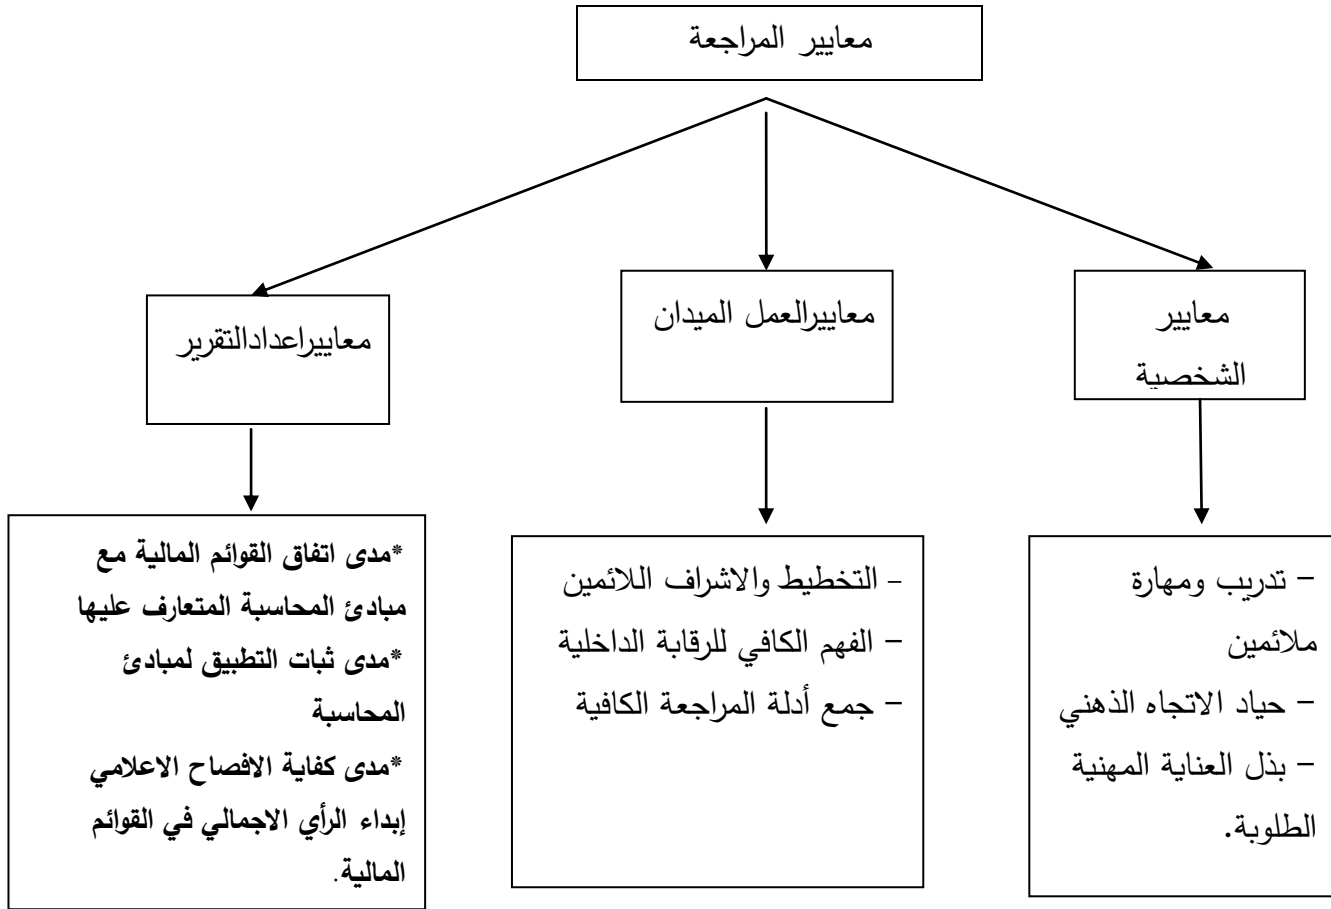 معايير المراجعة
معايير
الشخصية
معاييرالعمل الميدان
معاييراعدادالتقرير
– تدريب ومهارة
ملائمين
– حياد الاتجاه الذهني
– بذل العناية المهنية
الطلوبة.
- التخطيط والاشراف اللائمين
– الفهم الكافي للرقابة الداخلية
– جمع أدلة المراجعة الكافية
*مدى اتفاق القوائم المالية مع
مبادئ المحاسبة المتعارف عليها
*مدى ثبات التطبيق لمبادئ
المحاسبة
*مدى كفاية الافصاح الاعلامي
إبداء الرأي الاجمالي في القوائم
المالية.